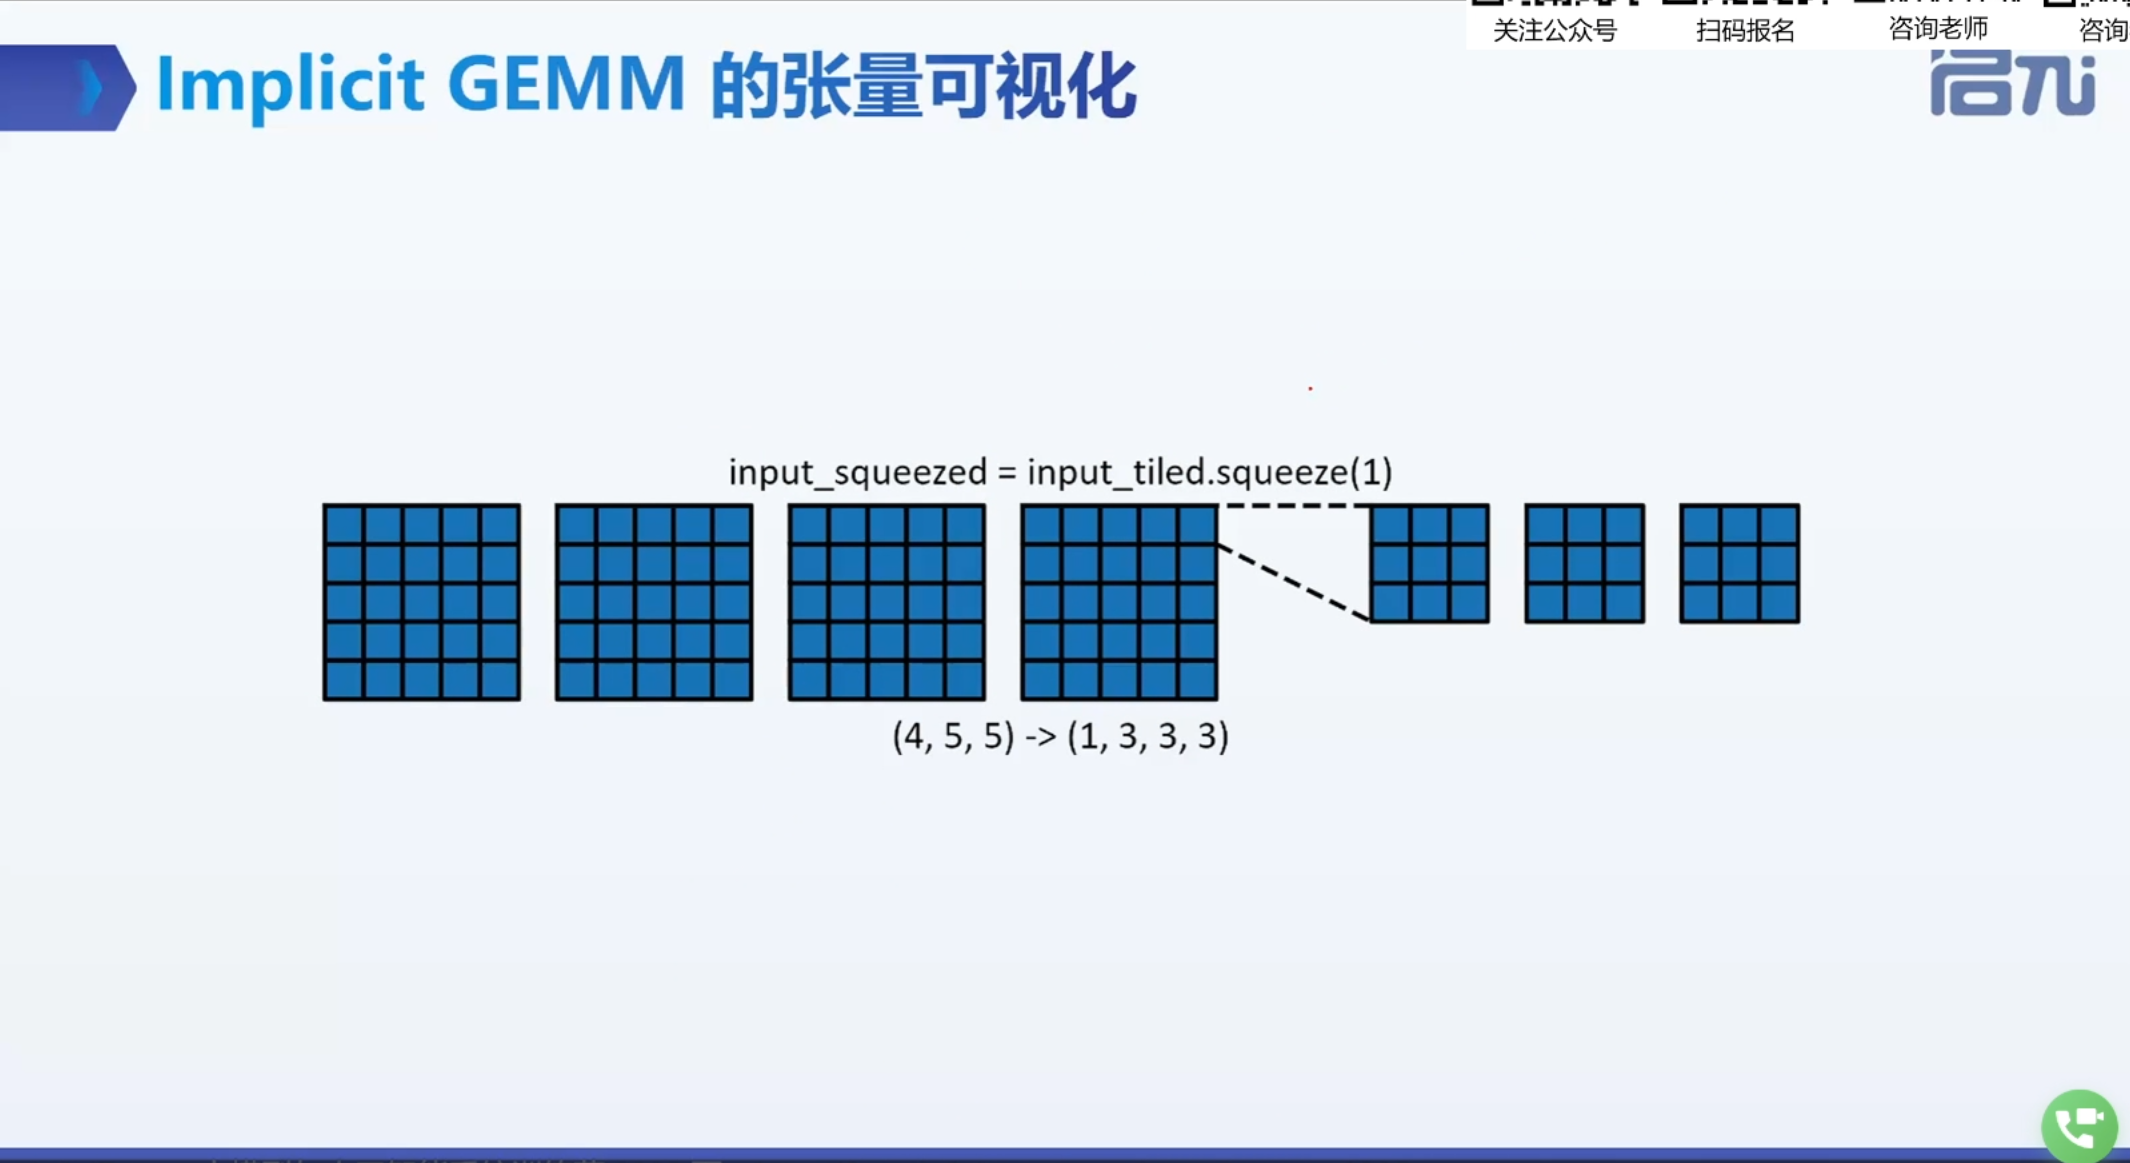 关注公众号
扫码报名
咨询老师
咨询
Implicit GEMM 的张量可视化
启元
input_squeezed = input_tiled.squeeze(1)
(4, 5, 5) -> (1, 3, 3, 3)